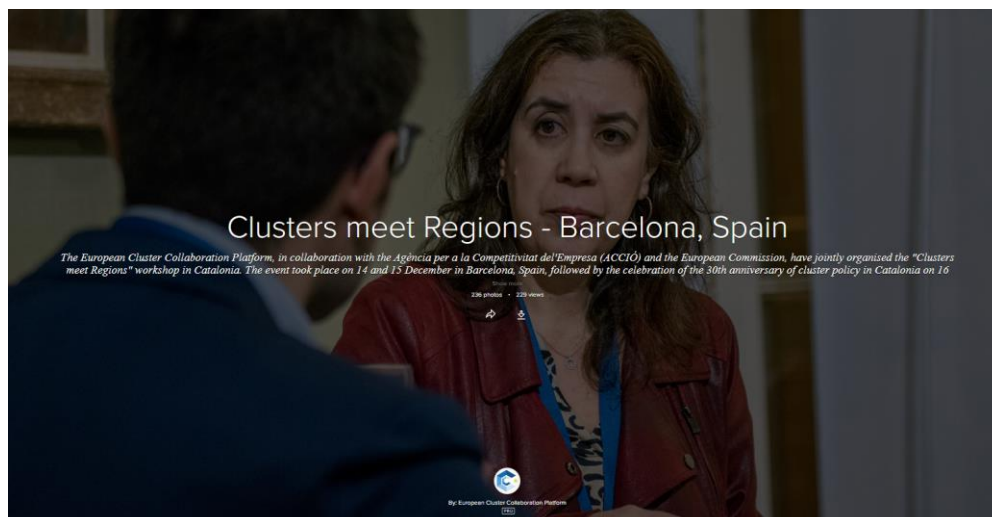 Clusters meet Regions - Barcelona, Spain
The European Cluster Collaboration Platform, in collaboration with the Agència per a la Competitivitat del'Empresa (ACCIÓ) and the European Commission, have jointly organised the "Clusters
meet Regions" workshop in Catalonia. The event took place on 14 and 15 December in Barcelona, Spain, followed by the celebration of the 30th anniversary of cluster policy in Catalonia on 16
Show more
236 photos • 229 views
By: European Cluster Collaboration Platform
PRO